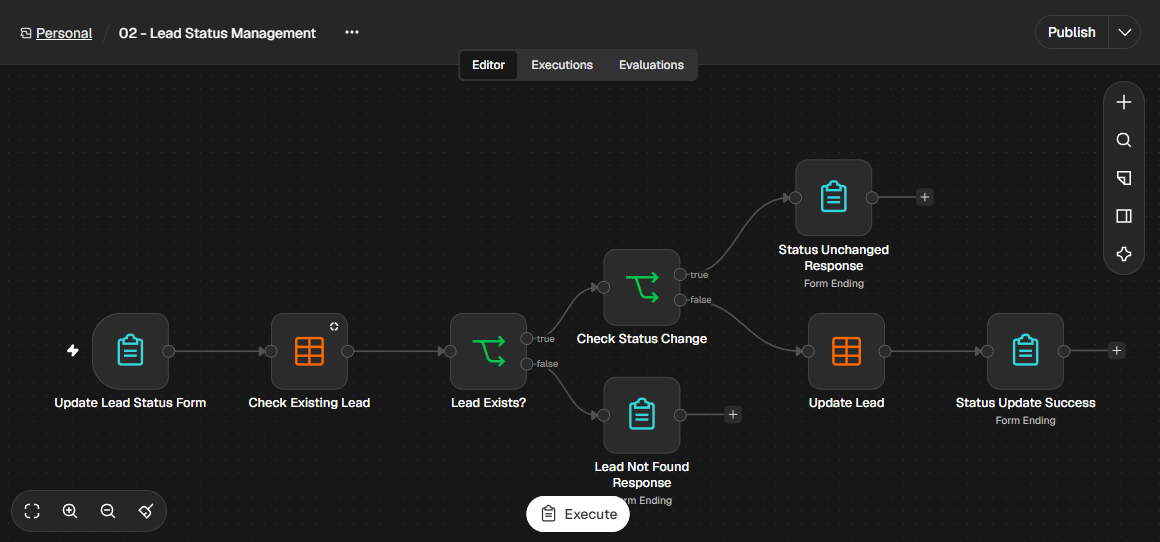 Personal / 02 - Lead Status Management ...
Publish
Editor Executions Evaluations
Status Unchanged
Response
Form Ending
true
false
Check Status Change
true
false
Update Lead Status Form
Check Existing Lead
Lead Exists?
Update Lead
Status Update Success
Form Ending
Lead Not Found
Response
Ending
Execute